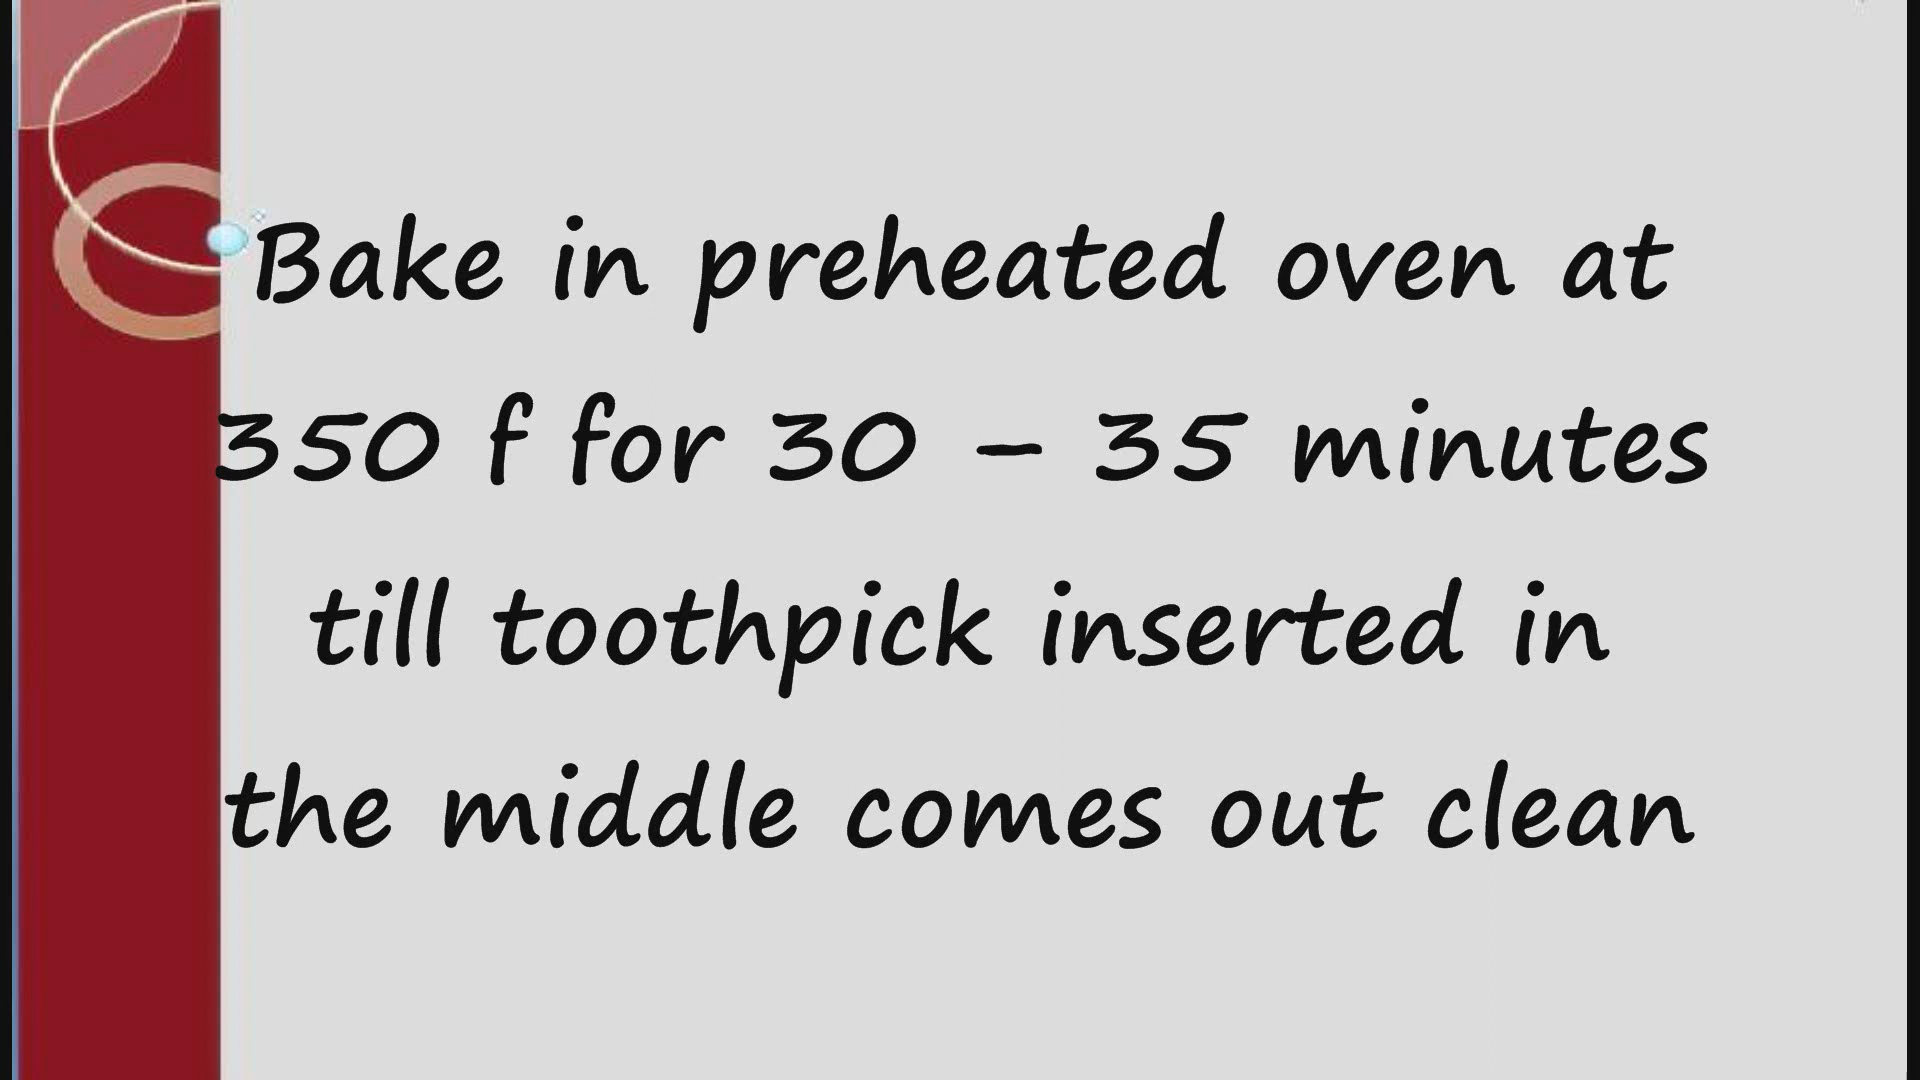 Bake in preheated oven at
350 f for 30 – 35 minutes
till toothpick inserted in
the middle comes out clean